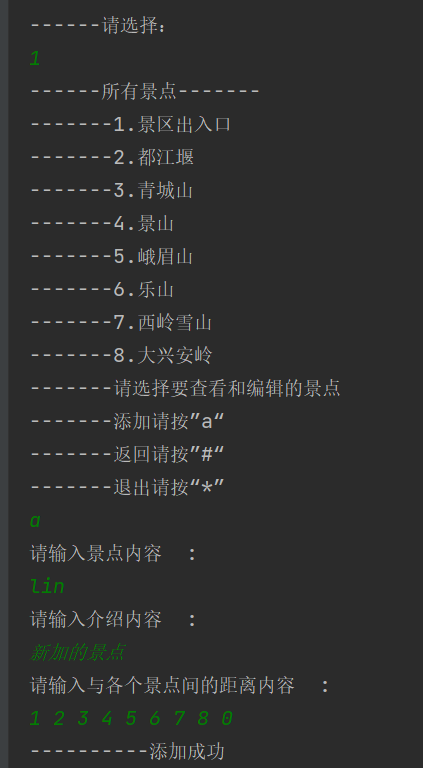 ------请选择：
1
------所有景点-------
-------1.景区出入口
-------2.都江堰
-------3.青城山
-------4.景山
-------5.峨眉山
-------6.乐山
-------7.西岭雪山
-------8.大兴安岭
-------请选择要查看和编辑的景点
-------添加请按”a“
-------返回请按”#“
-------退出请按“*”
a
请输入景点内容  ：
lin
请输入介绍内容  ：
新加的景点
请输入与各个景点间的距离内容  ：
1 2 3 4 5 6 7 8 0
----------添加成功